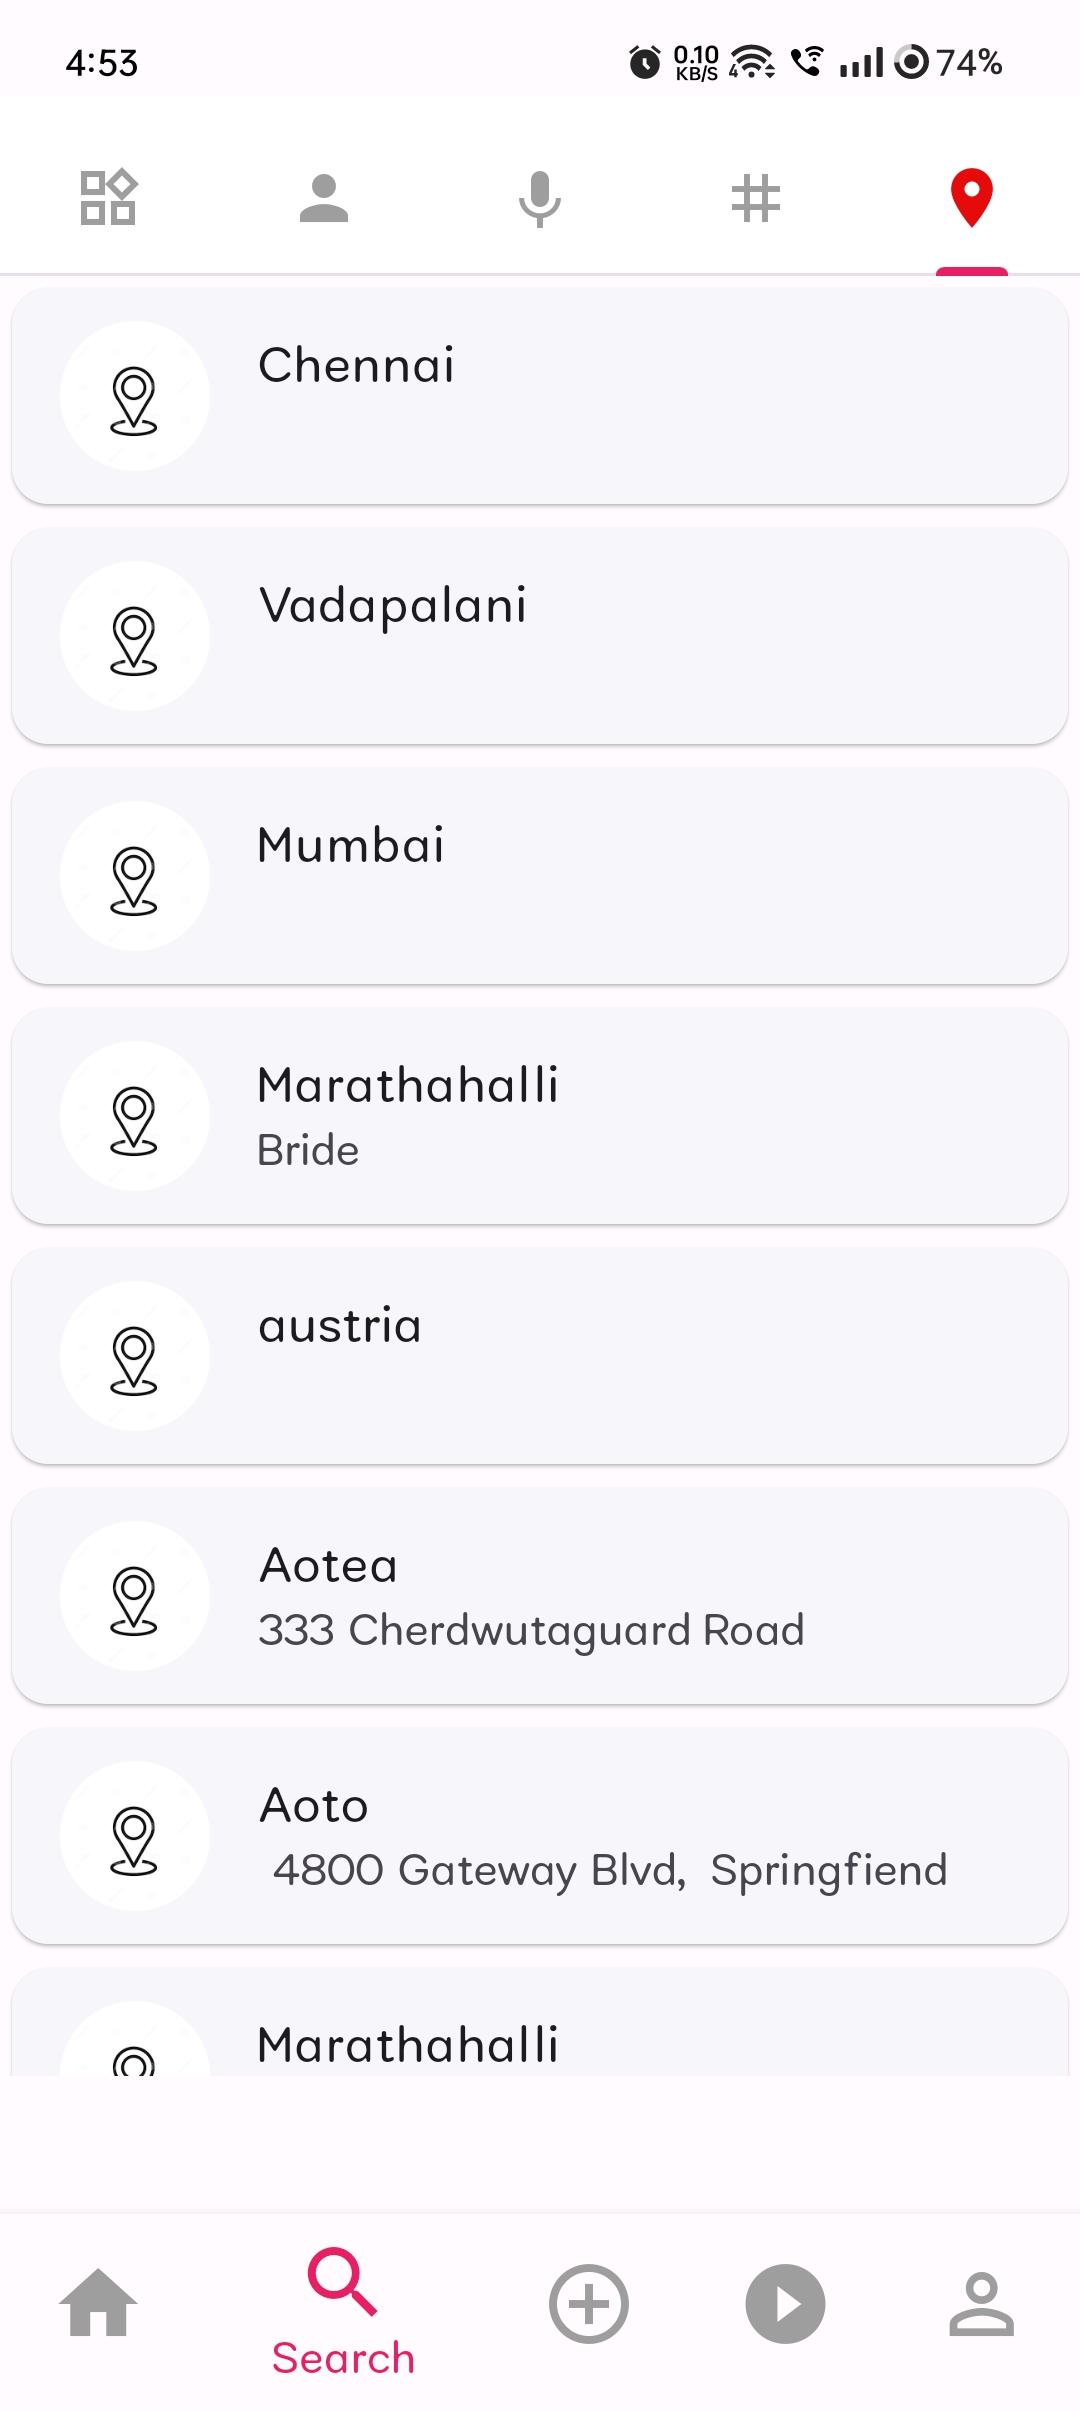 4:53
0.10
KB/S
4
74%
Chennai
Vadapalani
Mumbai
Marathahalli
Bride
austria
Aotea
333 Cherdwutaguard Road
Aoto
4800 Gateway Blvd,  Springfiend
Marathahalli
Search